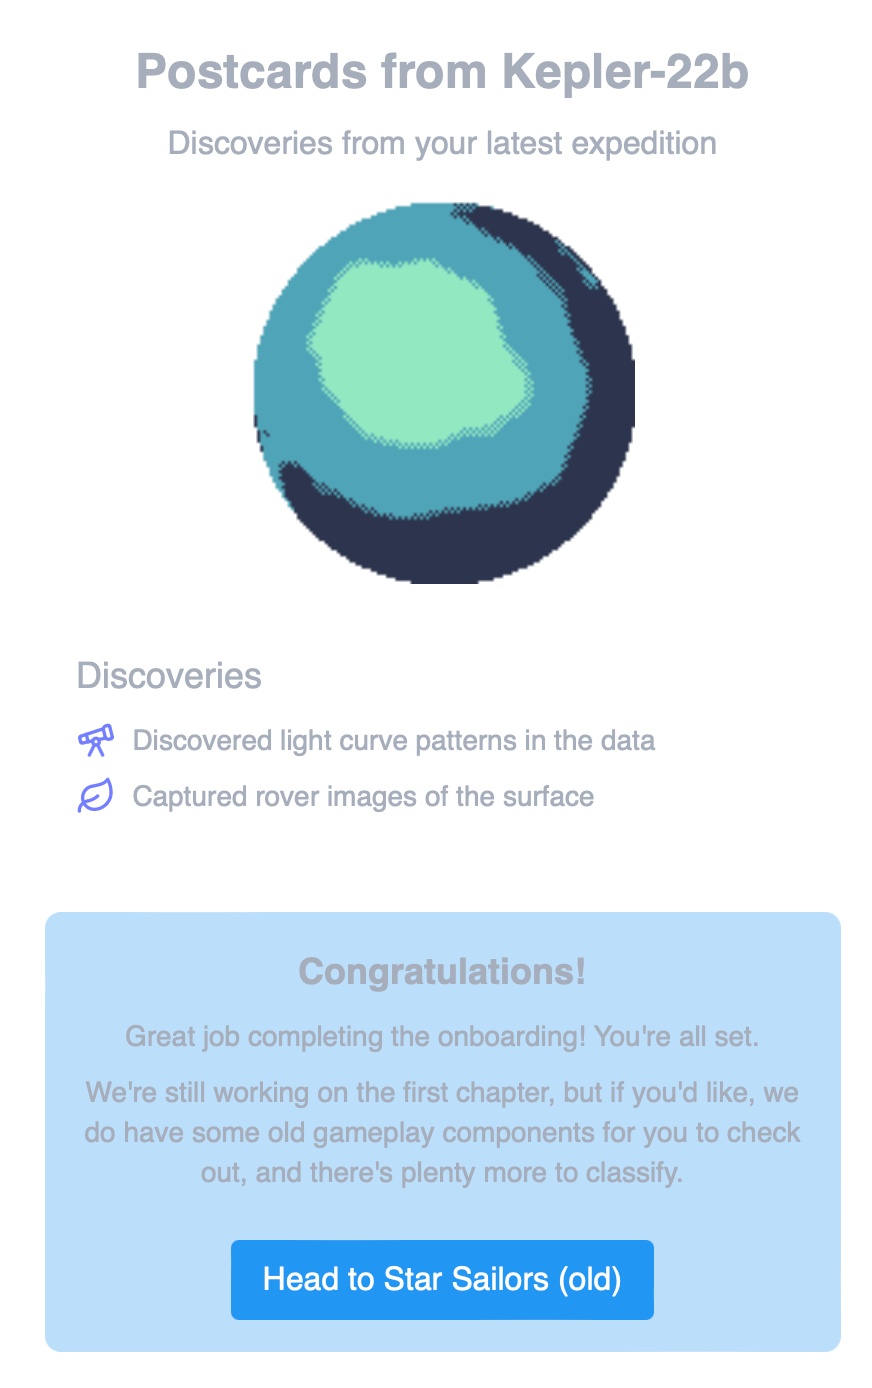 Postcards from Kepler-22b
Discoveries from your latest expedition
Discoveries
Discovered light curve patterns in the data
Captured rover images of the surface
Congratulations!
Great job completing the onboarding! You're all set.
We're still working on the first chapter, but if you'd like, we
do have some old gameplay components for you to check
out, and there's plenty more to classify.
Head to Star Sailors (old)